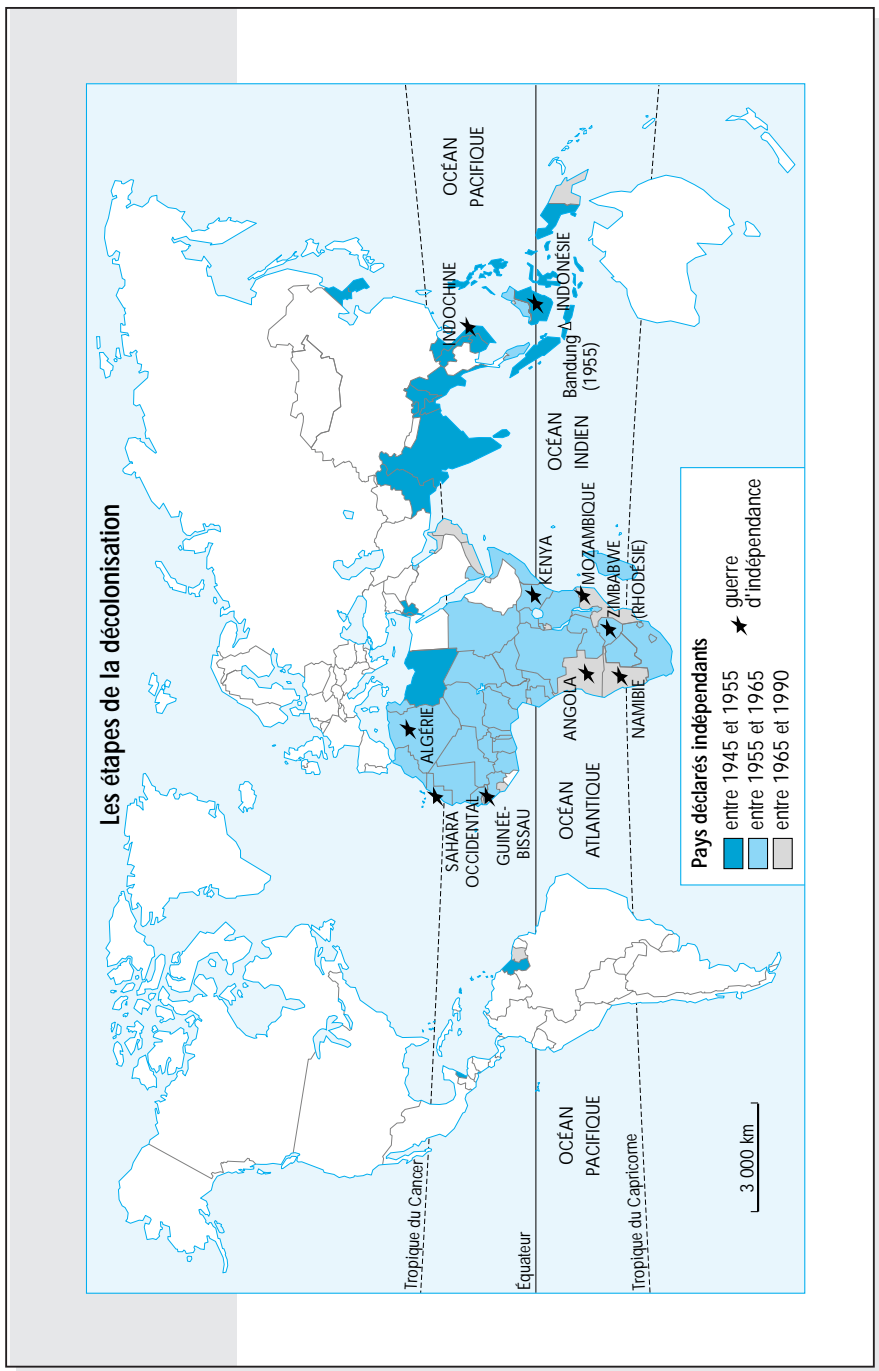 Les étapes de la décolonisation
OCÉAN
PACIFIQUE
INDOCHINE
INDONÉSIE
Bandung
(1955)
OCÉAN
INDIEN
KENYA
MOZAMBIQUE
ZIMBABWE
(RHODÉSIE)
ALGÉRIE
ANGOLA
NAMIBIE
SAHARA
OCCIDENTAL
GUINÉE-
BISSAU
OCÉAN
ATLANTIQUE
OCÉAN
PACIFIQUE
Tropique du Cancer
Équateur
Tropique du Capricorne
3 000 km
Pays déclarés indépendants
entre 1945 et 1955
entre 1955 et 1965
entre 1965 et 1990
guerre
d'indépendance